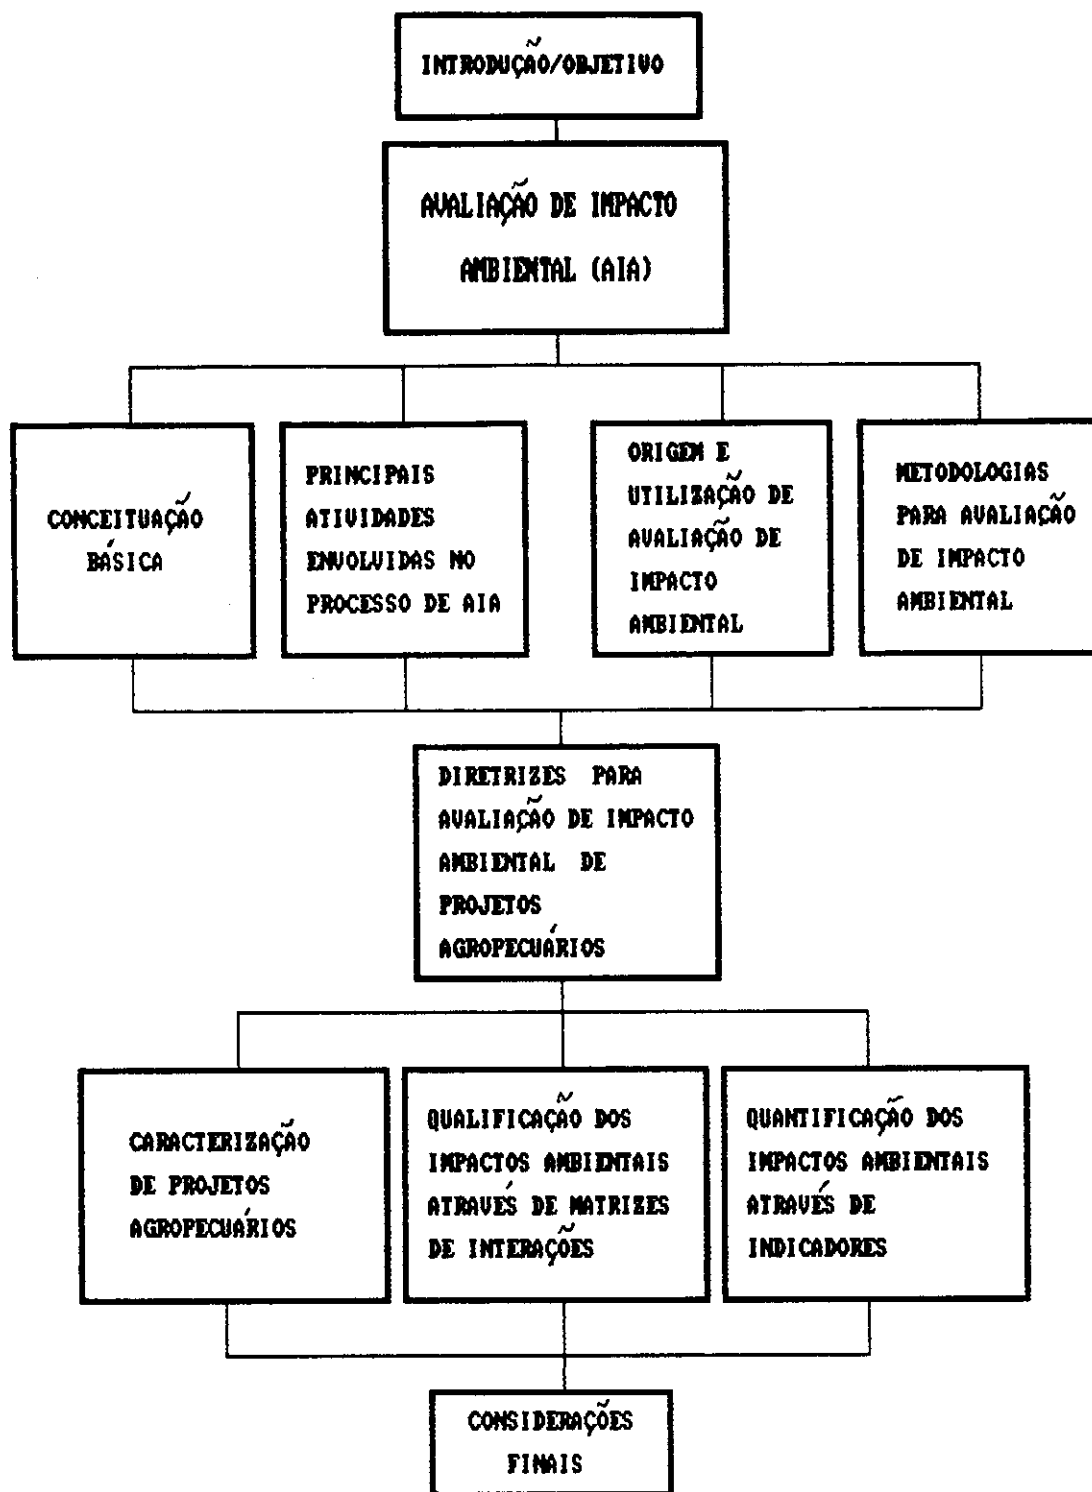 INTRODUÇÃO/OBJETIVO
AVALIAÇÃO DE IMPACTO
AMBIENTAL (AIA)
CONCEITUAÇÃO
BÁSICA
PRINCIPAIS
ATIVIDADES
ENVOLVIDAS NO
PROCESSO DE AIA
ORIGEM E
UTILIZAÇÃO DE
AVALIAÇÃO DE
IMPACTO
AMBIENTAL
METODOLOGIAS
PARA AVALIAÇÃO
DE IMPACTO
AMBIENTAL
DIRETRIZES PARA
AVALIAÇÃO DE IMPACTO
AMBIENTAL DE
PROJETOS
AGROPECUÁRIOS
CARACTERIZAÇÃO
DE PROJETOS
AGROPECUÁRIOS
QUALIFICAÇÃO DOS
IMPACTOS AMBIENTAIS
ATRAVÉS DE MATRIZES
DE INTERAÇÕES
QUANTIFICAÇÃO DOS
IMPACTOS AMBIENTAIS
ATRAVÉS DE
INDICADORES
CONSIDERAÇÕES
FINAIS